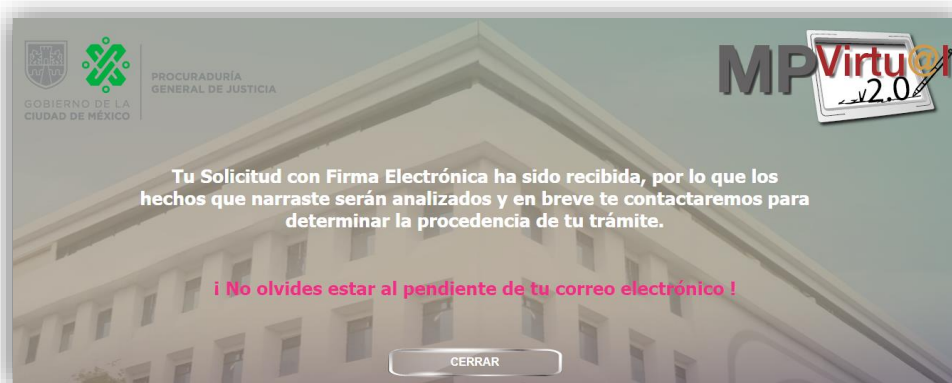 GOBIERNO DE LA
CIUDAD DE MÉXICO
PROCURADURÍA
GENERAL DE JUSTICIA
MPVirtu@l
v2.0
Tu Solicitud con Firma Electrónica ha sido recibida, por lo que los
hechos que narraste serán analizados y en breve te contactaremos para
determinar la procedencia de tu trámite.
¡ No olvides estar al pendiente de tu correo electrónico !
CERRAR